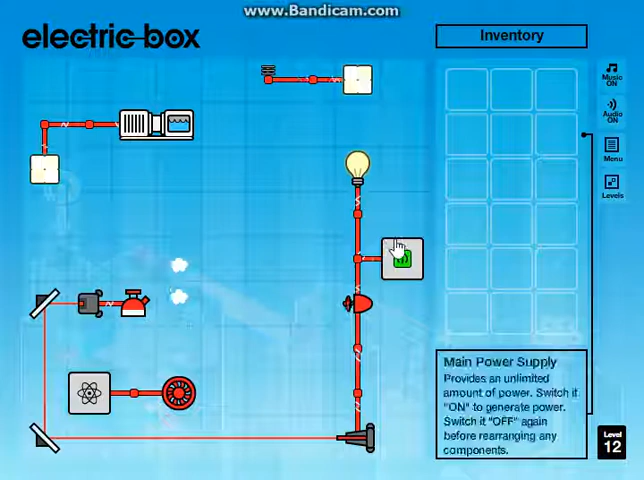 www.Bandicam.com
electric box
Inventory
Music
ON
Audio
ON
Menu
Levels
Main Power Supply
Provides an unlimited
amount of power. Switch it
"ON" to generate power.
Switch it "OFF" again
before rearranging any
components.
Level
12